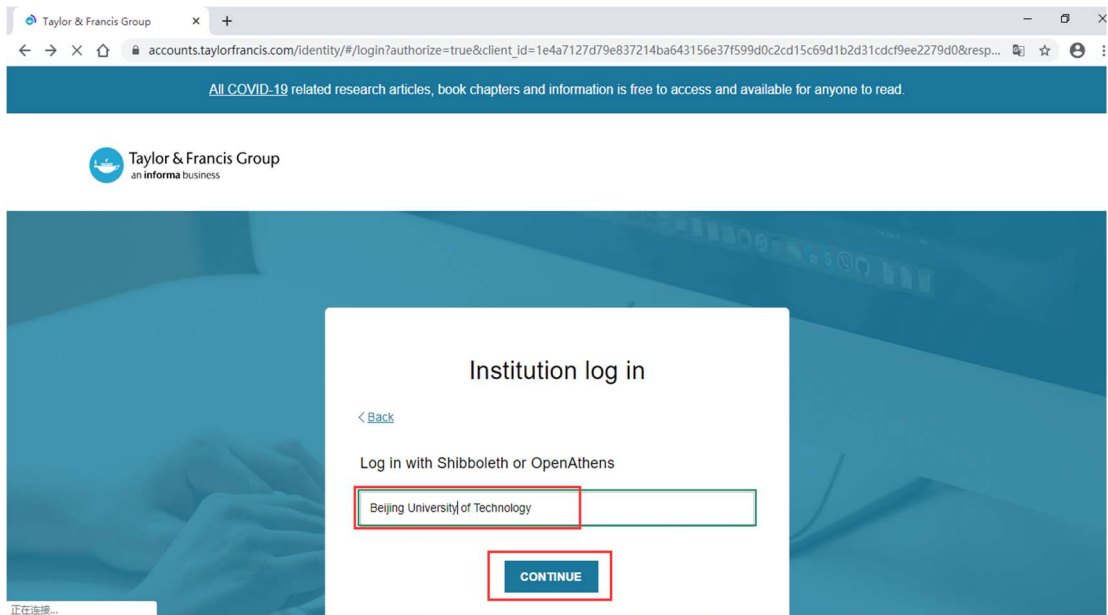 Taylor & Francis Group
accounts.taylorfrancis.com/identity/#/login?authorize=true&client_id=1e4a7127d79e837214ba643156e37f599d0c2cd15c69d1b2d31cdcf9ee2279d0&resp...
All COVID-19 related research articles, book chapters and information is free to access and available for anyone to read.
Taylor & Francis Group
an informa business
Institution log in
< Back
Log in with Shibboleth or OpenAthens
Beijing University of Technology
CONTINUE
正在连接...